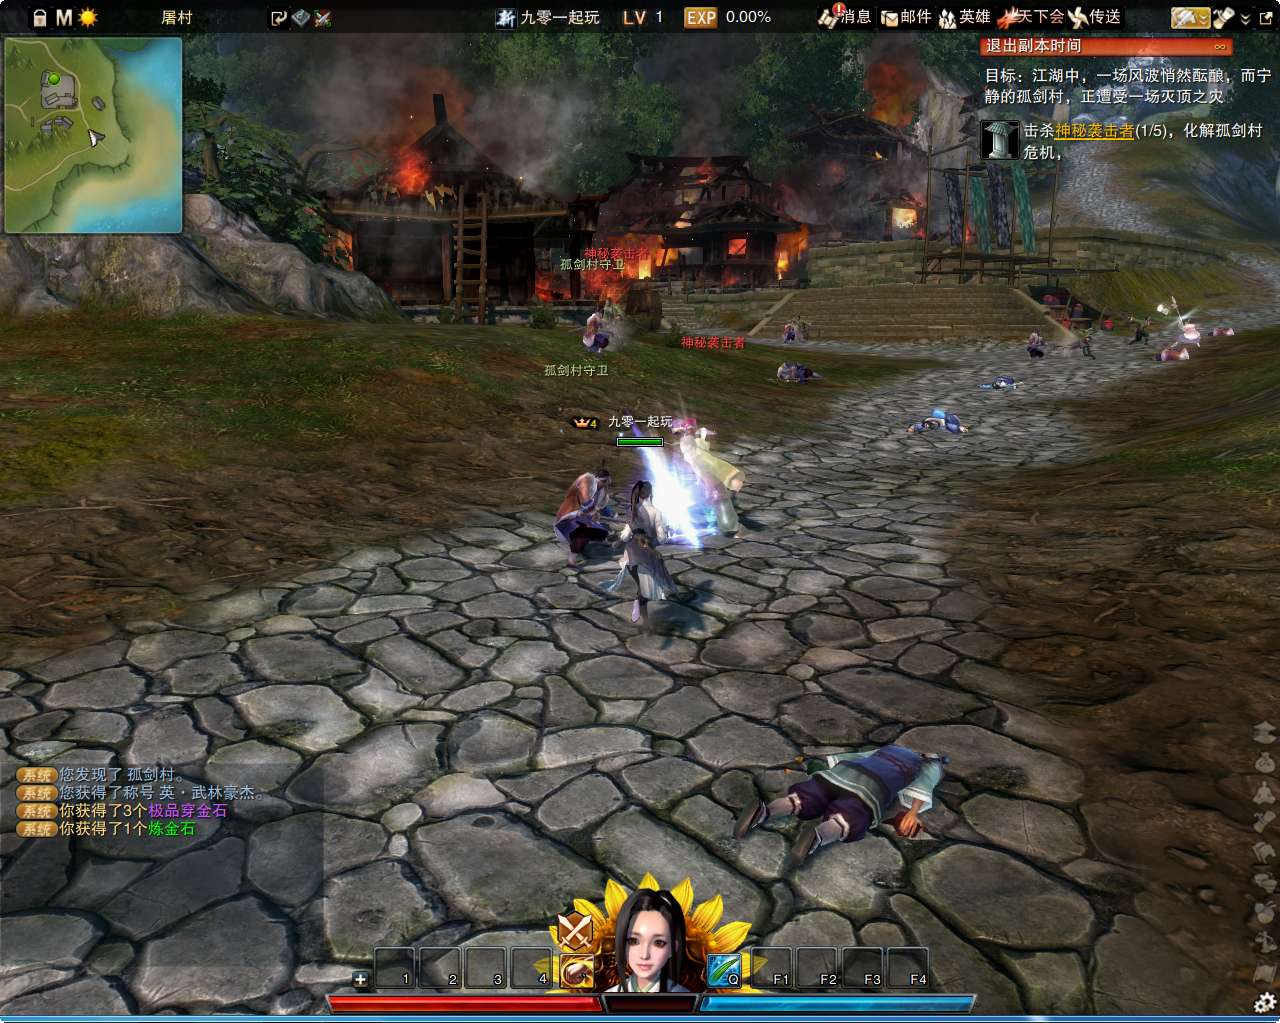 M
屠村
新 九零一起玩 LV 1 EXP 0.00%
消息 邮件 英雄 天下会 传送
退出副本时间 ∞
目标：江湖中，一场风波悄然酝酿，而宁
静的孤剑村，正遭受一场灭顶之灾
击杀神秘袭击者(1/5)，化解孤剑村
危机，
神秘袭击者
孤剑村守卫
神秘袭击者
孤剑村守卫
4 九零一起玩
系统 您发现了 孤剑村。
系统 您获得了称号 英·武林豪杰。
系统 你获得了3个极品穿金石
系统 你获得了1个炼金石
1 2 3 4 Q F1 F2 F3 F4